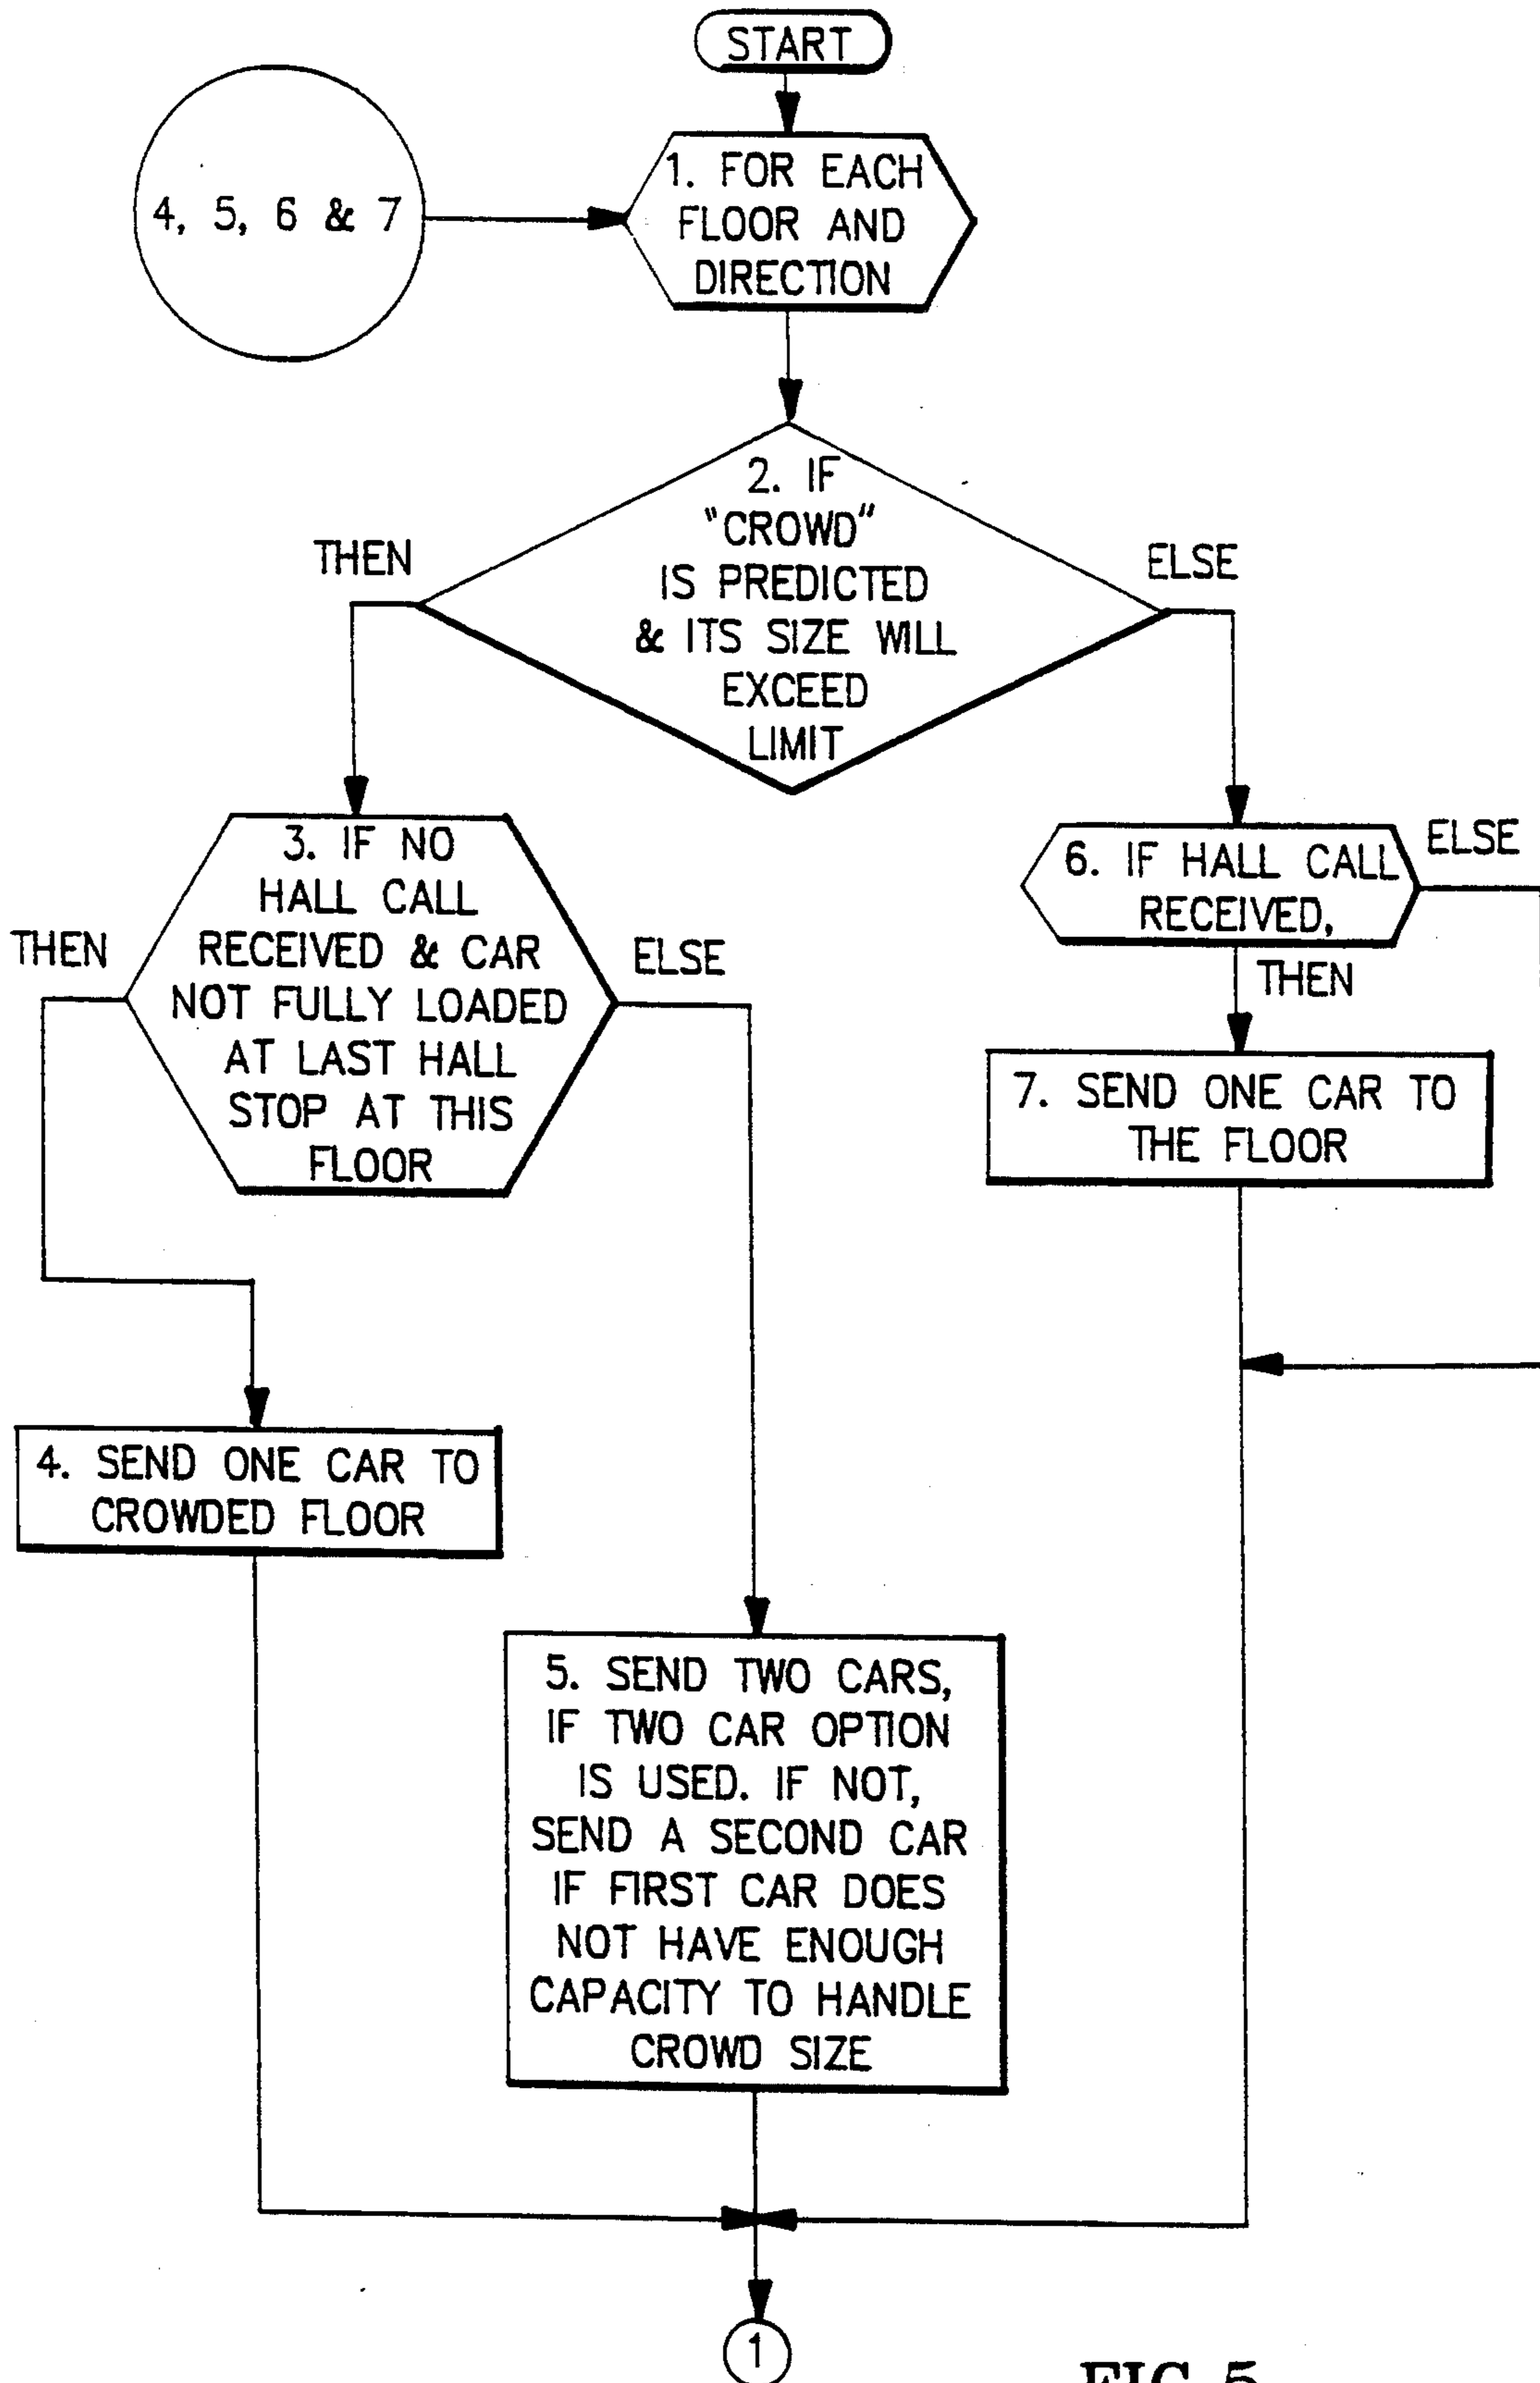 START
4, 5, 6 & 7
1. FOR EACH
FLOOR AND
DIRECTION
2. IF
"CROWD"
IS PREDICTED
& ITS SIZE WILL
EXCEED
LIMIT
THEN
ELSE
3. IF NO
HALL CALL
RECEIVED & CAR
NOT FULLY LOADED
AT LAST HALL
STOP AT THIS
FLOOR
THEN
ELSE
6. IF HALL CALL
RECEIVED,
ELSE
THEN
7. SEND ONE CAR TO
THE FLOOR
4. SEND ONE CAR TO
CROWDED FLOOR
5. SEND TWO CARS,
IF TWO CAR OPTION
IS USED. IF NOT,
SEND A SECOND CAR
IF FIRST CAR DOES
NOT HAVE ENOUGH
CAPACITY TO HANDLE
CROWD SIZE
1
FIG. 5